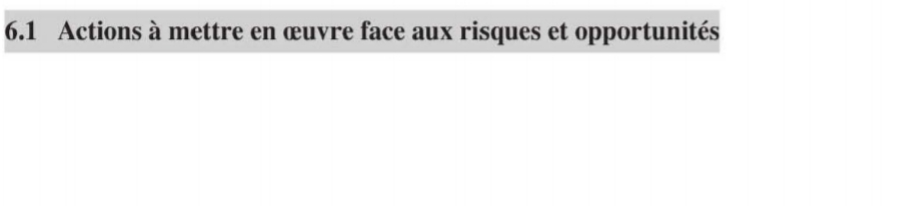 6.1 Actions à mettre en œuvre face aux risques et opportunités